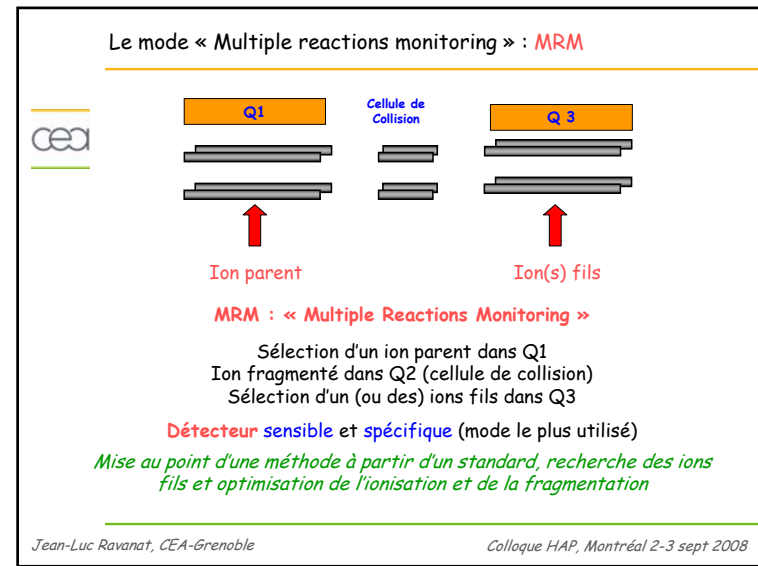 Le mode « Multiple reactions monitoring » : MRM
cea
Q1
Cellule de
Collision
Q 3
Ion parent
Ion(s) fils
MRM : « Multiple Reactions Monitoring »
Sélection d'un ion parent dans Q1
Ion fragmenté dans Q2 (cellule de collision)
Sélection d'un (ou des) ions fils dans Q3
Détecteur sensible et spécifique (mode le plus utilisé)
Mise au point d'une méthode à partir d'un standard, recherche des ions
fils et optimisation de l'ionisation et de la fragmentation
Jean-Luc Ravanat, CEA-Grenoble
Colloque HAP, Montréal 2-3 sept 2008